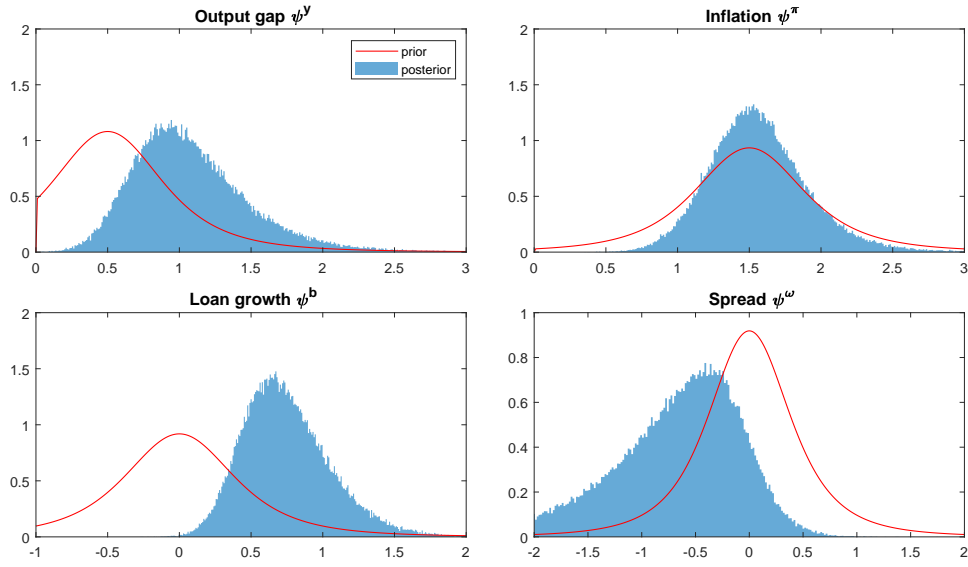 Output gap ψ^y
2
1.5
1
0.5
0
0 0.5 1 1.5 2 2.5 3
prior
posterior
Inflation ψ^π
2
1.5
1
0.5
0
0 0.5 1 1.5 2 2.5 3
Loan growth ψ^b
2
1.5
1
0.5
0
-1 -0.5 0 0.5 1 1.5 2
Spread ψ^ω
1
0.8
0.6
0.4
0.2
0
-2 -1.5 -1 -0.5 0 0.5 1 1.5 2